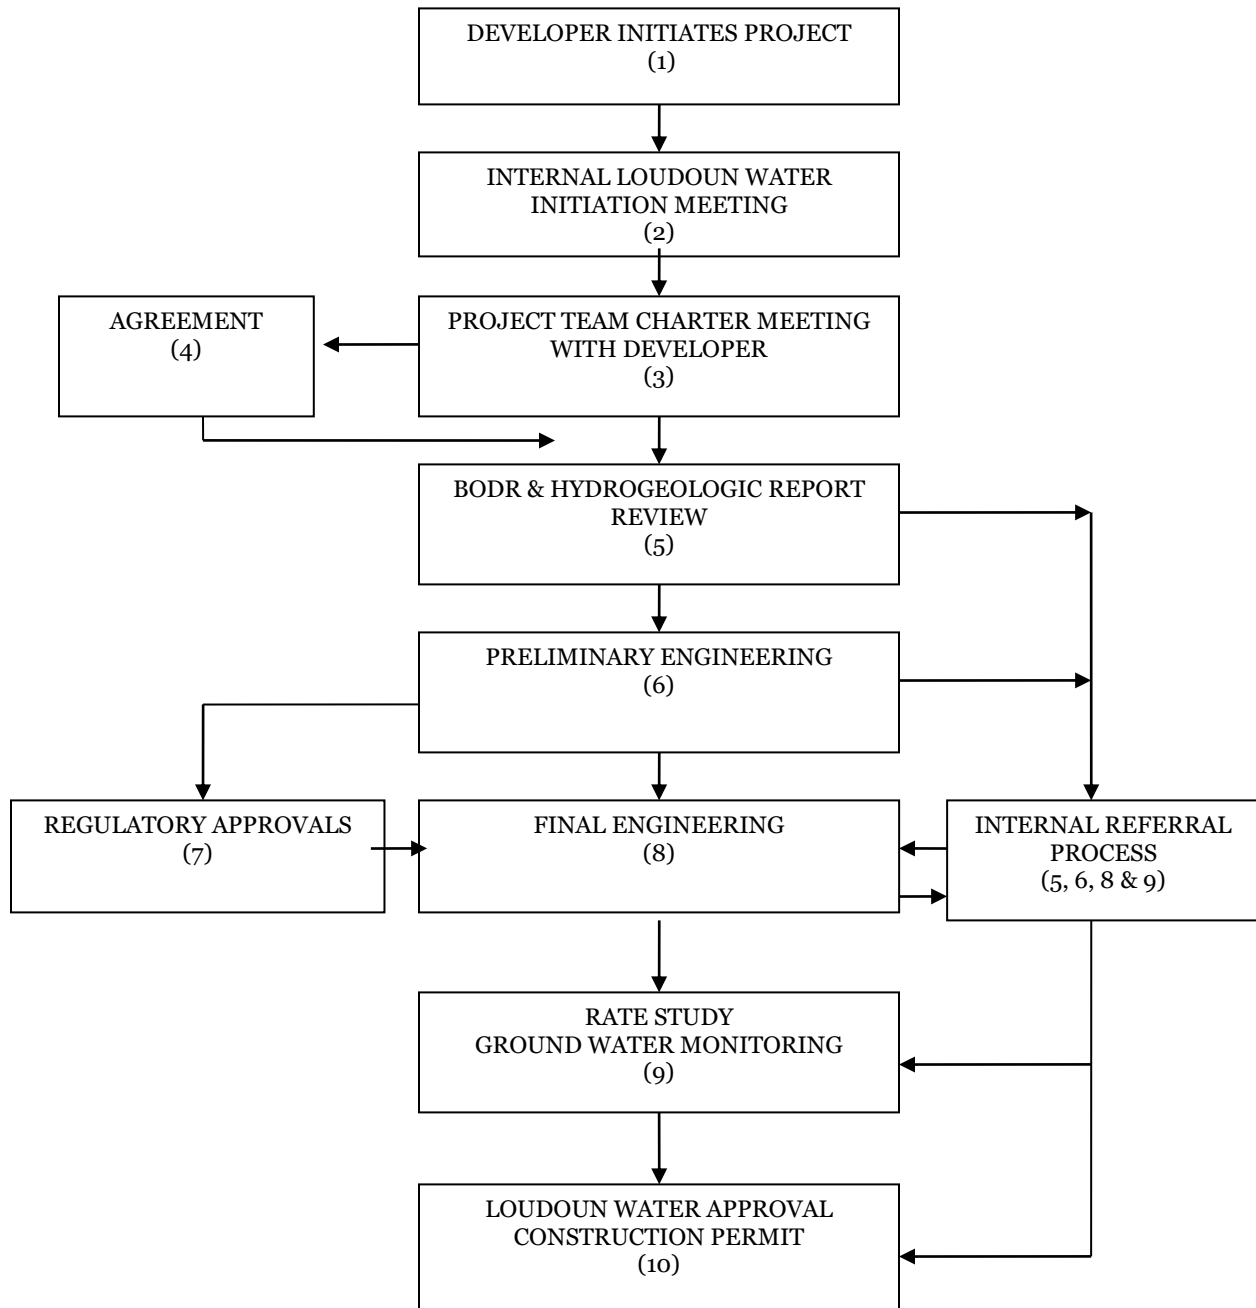 DEVELOPER INITIATES PROJECT
(1)
INTERNAL LOUDOUN WATER
INITIATION MEETING
(2)
AGREEMENT
(4)
PROJECT TEAM CHARTER MEETING
WITH DEVELOPER
(3)
BODR & HYDROGEOLOGIC REPORT
REVIEW
(5)
PRELIMINARY ENGINEERING
(6)
REGULATORY APPROVALS
(7)
FINAL ENGINEERING
(8)
INTERNAL REFERRAL
PROCESS
(5, 6, 8 & 9)
RATE STUDY
GROUND WATER MONITORING
(9)
LOUDOUN WATER APPROVAL
CONSTRUCTION PERMIT
(10)